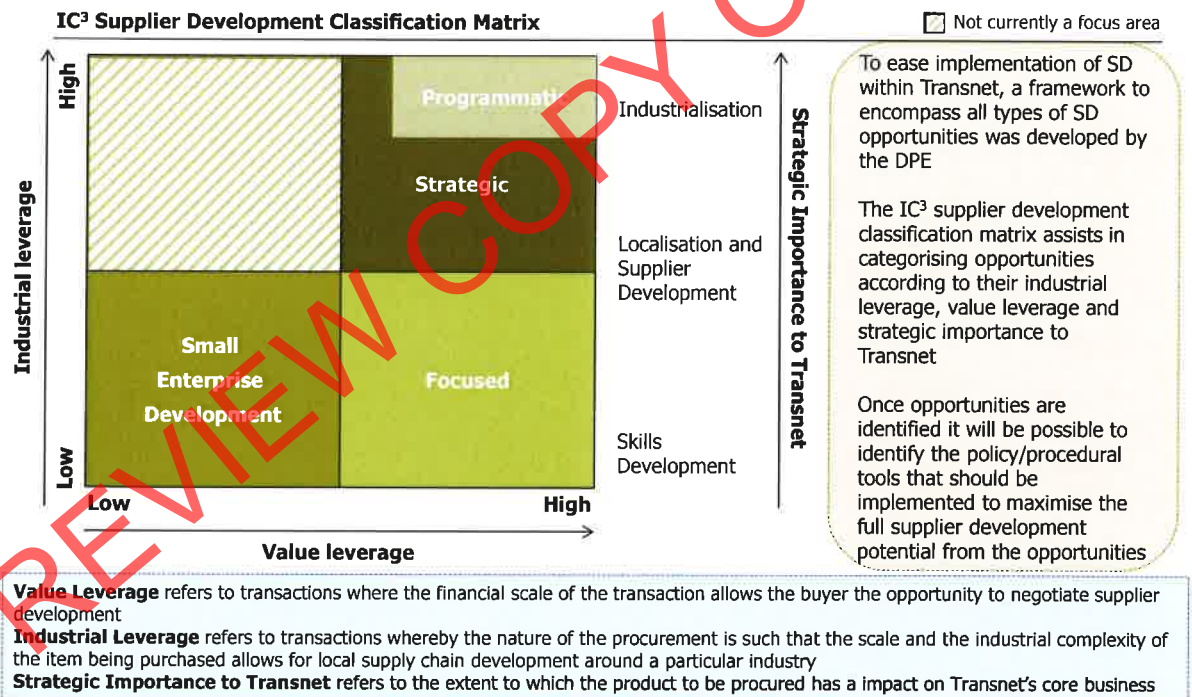 IC³ Supplier Development Classification Matrix
Not currently a focus area
High
Industrial leverage
Low
Programmatic
Strategic
Small
Enterprise
Development
Focused
Low
High
Value leverage
Industrialisation
Localisation and
Supplier
Development
Skills
Development
Strategic Importance to Transnet
To ease implementation of SD
within Transnet, a framework to
encompass all types of SD
opportunities was developed by
the DPE
The IC³ supplier development
classification matrix assists in
categorising opportunities
according to their industrial
leverage, value leverage and
strategic importance to
Transnet
Once opportunities are
identified it will be possible to
identify the policy/procedural
tools that should be
implemented to maximise the
full supplier development
potential from the opportunities
Value Leverage refers to transactions where the financial scale of the transaction allows the buyer the opportunity to negotiate supplier
development
Industrial Leverage refers to transactions whereby the nature of the procurement is such that the scale and the industrial complexity of
the item being purchased allows for local supply chain development around a particular industry
Strategic Importance to Transnet refers to the extent to which the product to be procured has a impact on Transnet's core business
REVIEW COPY O